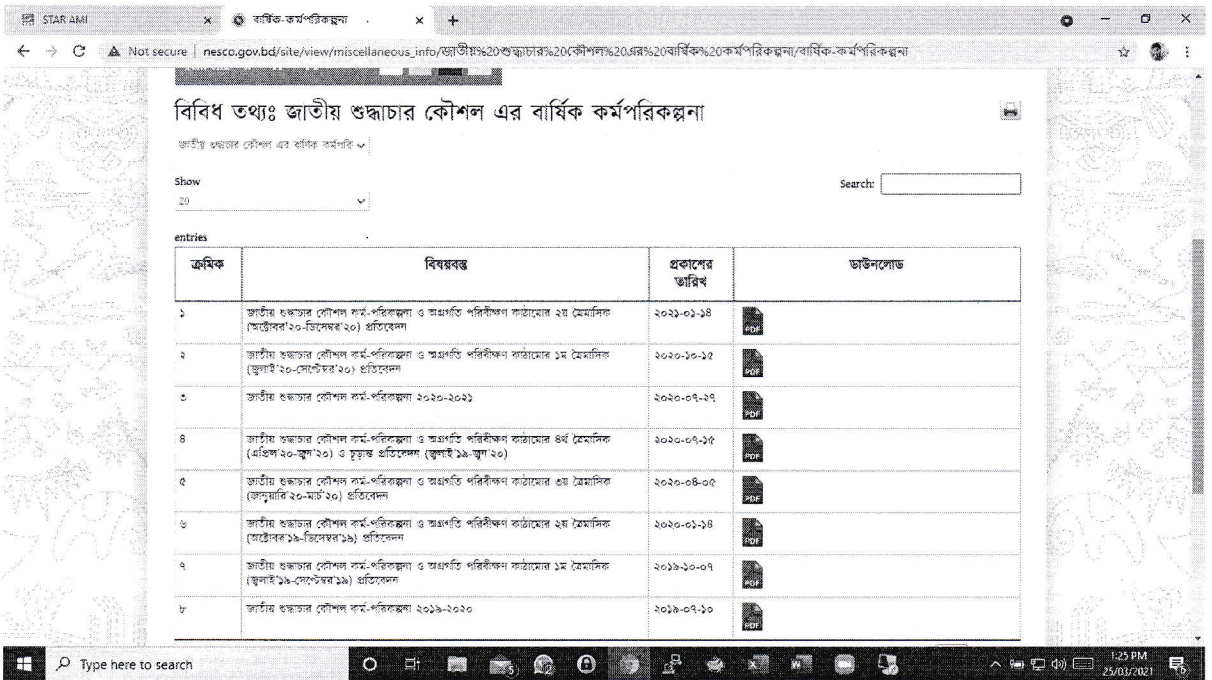 STAR AMI
বার্ষিক-কর্মপরিকল্পনা
Not secure | nesco.gov.bd/site/view/miscellaneous_info/জাতীয়%20শুদ্ধাচার%20কৌশল%20এর%20বার্ষিক%20কর্মপরিকল্পনা/বার্ষিক-কর্মপরিকল্পনা
বিবিধ তথ্যঃ জাতীয় শুদ্ধাচার কৌশল এর বার্ষিক কর্মপরিকল্পনা
জাতীয় শুদ্ধাচার কৌশল এর বার্ষিক কর্মপরি
Show
Search:
20
entries
ক্রমিক বিষয়বস্তু প্রকাশের তারিখ ডাউনলোড
১ জাতীয় শুদ্ধাচার কৌশল কর্ম-পরিকল্পনা ও অগ্রগতি পরিবীক্ষণ কাঠামোর ২য় ত্রৈমাসিক ২০২১-০১-১৪ PDF
(অক্টোবর'২০-ডিসেম্বর'২০) প্রতিবেদন
২ জাতীয় শুদ্ধাচার কৌশল কর্ম-পরিকল্পনা ও অগ্রগতি পরিবীক্ষণ কাঠামোর ১ম ত্রৈমাসিক ২০২০-১০-১৫ PDF
(জুলাই'২০-সেপ্টেম্বর'২০) প্রতিবেদন
৩ জাতীয় শুদ্ধাচার কৌশল কর্ম-পরিকল্পনা ২০২০-২০২১ ২০২০-০৭-২৭ PDF
৪ জাতীয় শুদ্ধাচার কৌশল কর্ম-পরিকল্পনা ও অগ্রগতি পরিবীক্ষণ কাঠামোর ৪র্থ ত্রৈমাসিক ২০২০-০৭-১৫ PDF
(এপ্রিল'২০-জুন'২০) ও চূড়ান্ত প্রতিবেদন (জুলাই'১৯-জুন'২০)
৫ জাতীয় শুদ্ধাচার কৌশল কর্ম-পরিকল্পনা ও অগ্রগতি পরিবীক্ষণ কাঠামোর ৩য় ত্রৈমাসিক ২০২০-০৪-০৫ PDF
(জানুয়ারি'২০-মার্চ'২০) প্রতিবেদন
৬ জাতীয় শুদ্ধাচার কৌশল কর্ম-পরিকল্পনা ও অগ্রগতি পরিবীক্ষণ কাঠামোর ২য় ত্রৈমাসিক ২০২০-০১-১৪ PDF
(অক্টোবর'১৯-ডিসেম্বর'১৯) প্রতিবেদন
৭ জাতীয় শুদ্ধাচার কৌশল কর্ম-পরিকল্পনা ও অগ্রগতি পরিবীক্ষণ কাঠামোর ১ম ত্রৈমাসিক ২০১৯-১০-০৭ PDF
(জুলাই'১৯-সেপ্টেম্বর'১৯) প্রতিবেদন
৮ জাতীয় শুদ্ধাচার কৌশল কর্ম-পরিকল্পনা ২০১৯-২০২০ ২০১৯-০৭-১০ PDF
Type here to search
1:25 PM
25/03/2021